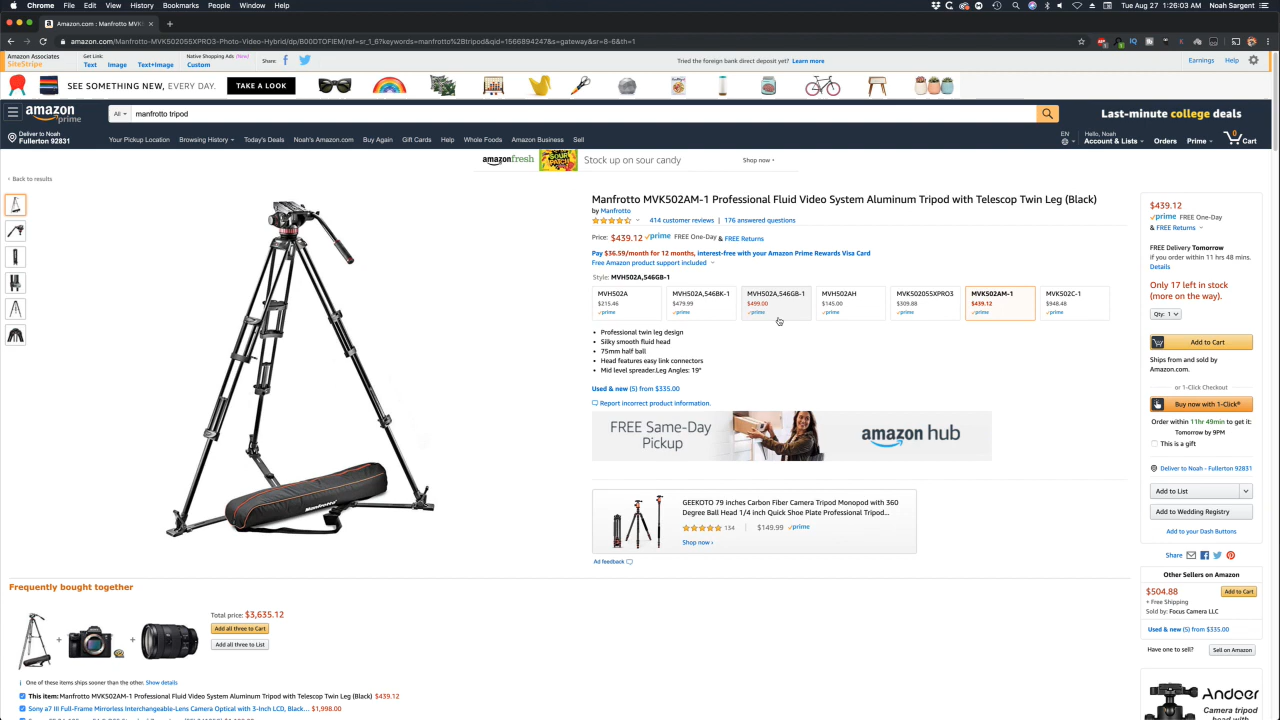 Chrome File Edit View History Bookmarks People Window Help
Tue Aug 27 1:26:03 AM Noah Sargent
Amazon.com : Manfrotto MVK5
amazon.com/Manfrotto-MVK502055XPRO3-Photo-Video-Hybrid/dp/B00DTOFIEM/ref=sr_1_6?keywords=manfrotto%2Btripod&qid=1566894247&s=gateway&sr=8-6&th=1
Amazon Associates
SiteStripe
Get Link:
Text Image Text+Image
Native Shopping Ads (New)
Custom
Share:
Tried the foreign bank direct deposit yet? Learn more
Earnings Help
SEE SOMETHING NEW, EVERY DAY. TAKE A LOOK
amazon prime
All manfrotto tripod
Last-minute college deals
Deliver to Noah
Fullerton 92831
Your Pickup Location Browsing History Today's Deals Noah's Amazon.com Buy Again Gift Cards Help Whole Foods Amazon Business Sell
EN
Hello, Noah
Account & Lists Orders Prime 0 Cart
amazonfresh SOUR PATCH Stock up on sour candy Shop now ›
‹ Back to results
Manfrotto MVK502AM-1 Professional Fluid Video System Aluminum Tripod with Telescop Twin Leg (Black)
by Manfrotto
414 customer reviews | 176 answered questions
Price: $439.12 prime FREE One-Day & FREE Returns
Pay $36.59/month for 12 months, interest-free with your Amazon Prime Rewards Visa Card
Free Amazon product support included
Style: MVH502A,546GB-1
MVH502A MVH502A,546BK-1 MVH502A,546GB-1 MVH502AH MVK502055XPRO3 MVK502AM-1 MVK502C-1
$215.46 $479.99 $499.00 $145.00 $309.88 $439.12 $948.48
prime prime prime prime prime prime prime
• Professional twin leg design
• Silky smooth fluid head
• 75mm half ball
• Head features easy link connectors
• Mid level spreader.Leg Angles: 19°
Used & new (5) from $335.00
Report incorrect product information.
FREE Same-Day
Pickup
amazon hub
GEEKOTO 79 inches Carbon Fiber Camera Tripod Monopod with 360
Degree Ball Head 1/4 inch Quick Shoe Plate Professional Tripod...
134 | $149.99 prime
Shop now ›
Ad feedback
Manfrotto
$439.12
prime FREE One-Day
& FREE Returns
FREE Delivery Tomorrow
if you order within 11 hrs 48 mins.
Details
Only 17 left in stock
(more on the way).
Qty: 1
Add to Cart
Ships from and sold by
Amazon.com.
or 1-Click Checkout
Buy now with 1-Click®
Order within 11hr 49min to get it:
Tomorrow by 9PM
This is a gift
Deliver to Noah - Fullerton 92831
Add to List
Add to Wedding Registry
Add to your Dash Buttons
Share
Other Sellers on Amazon
$504.88 Add to Cart
+ Free Shipping
Sold by: Focus Camera LLC
Used & new (5) from $335.00
Have one to sell? Sell on Amazon
Andoer
Camera tripod
head with
Frequently bought together
Total price: $3,635.12
Add all three to Cart
Add all three to List
+ +
i One of these items ships sooner than the other. Show details
This item: Manfrotto MVK502AM-1 Professional Fluid Video System Aluminum Tripod with Telescop Twin Leg (Black) $439.12
Sony a7 III Full-Frame Mirrorless Interchangeable-Lens Camera Optical with 3-Inch LCD, Black... $1,998.00